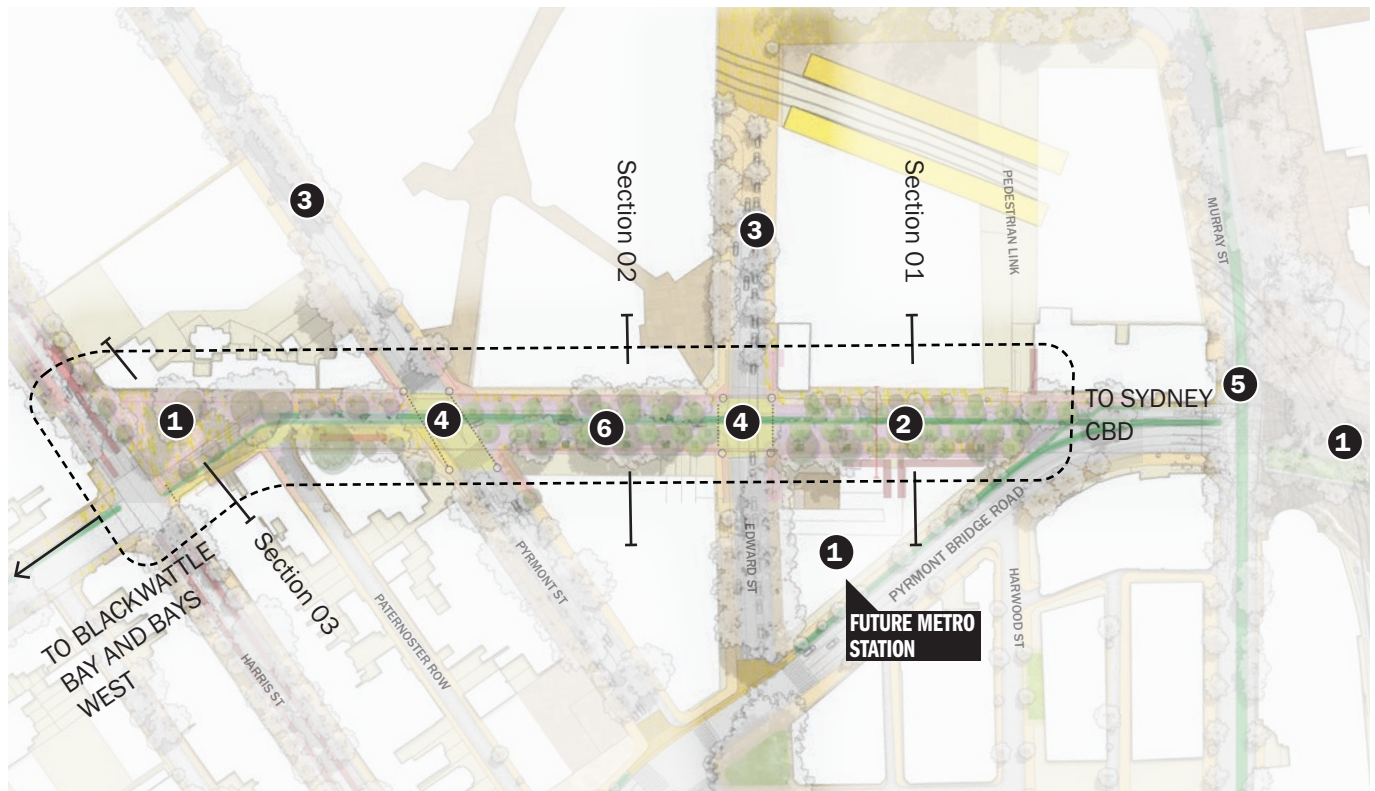 Section 02
Section 01
PEDESTRIAN LINK
MURRAY ST
3
3
5
TO SYDNEY
CBD
1
4
6
4
2
1
1
FUTURE METRO
STATION
PYRMONT BRIDGE ROAD
EDWARD ST
HARWOOD ST
PYRMONT ST
PATERNOSTER ROW
HARRIS ST
Section 03
TO BLACKWATTLE
BAY AND BAYS
WEST